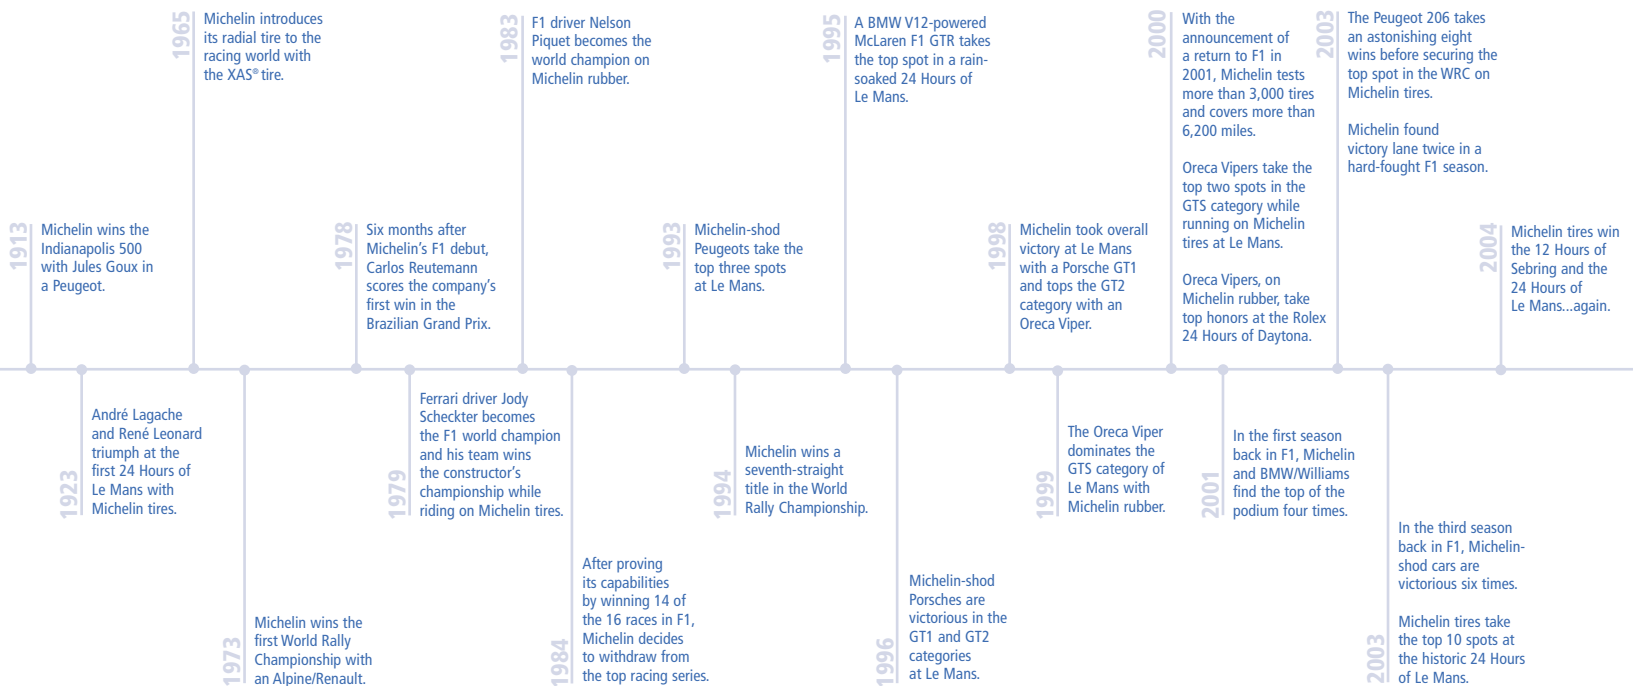 1913
Michelin wins the
Indianapolis 500
with Jules Goux in
a Peugeot.
1923
André Lagache
and René Leonard
triumph at the
first 24 Hours of
Le Mans with
Michelin tires.
1965
Michelin introduces
its radial tire to the
racing world with
the XAS® tire.
1973
Michelin wins the
first World Rally
Championship with
an Alpine/Renault.
1978
Six months after
Michelin's F1 debut,
Carlos Reutemann
scores the company's
first win in the
Brazilian Grand Prix.
1979
Ferrari driver Jody
Scheckter becomes
the F1 world champion
and his team wins
the constructor's
championship while
riding on Michelin tires.
1983
F1 driver Nelson
Piquet becomes the
world champion on
Michelin rubber.
1984
After proving
its capabilities
by winning 14 of
the 16 races in F1,
Michelin decides
to withdraw from
the top racing series.
1993
Michelin-shod
Peugeots take the
top three spots
at Le Mans.
1994
Michelin wins a
seventh-straight
title in the World
Rally Championship.
1995
A BMW V12-powered
McLaren F1 GTR takes
the top spot in a rain-
soaked 24 Hours of
Le Mans.
1996
Michelin-shod
Porsches are
victorious in the
GT1 and GT2
categories
at Le Mans.
1998
Michelin took overall
victory at Le Mans
with a Porsche GT1
and tops the GT2
category with an
Oreca Viper.
1999
The Oreca Viper
dominates the
GTS category of
Le Mans with
Michelin rubber.
2000
With the
announcement of
a return to F1 in
2001, Michelin tests
more than 3,000 tires
and covers more than
6,200 miles.
Oreca Vipers take the
top two spots in the
GTS category while
running on Michelin
tires at Le Mans.
Oreca Vipers, on
Michelin rubber, take
top honors at the Rolex
24 Hours of Daytona.
2001
In the first season
back in F1, Michelin
and BMW/Williams
find the top of the
podium four times.
2003
The Peugeot 206 takes
an astonishing eight
wins before securing the
top spot in the WRC on
Michelin tires.
Michelin found
victory lane twice in a
hard-fought F1 season.
2003
In the third season
back in F1, Michelin-
shod cars are
victorious six times.
Michelin tires take
the top 10 spots at
the historic 24 Hours
of Le Mans.
2004
Michelin tires win
the 12 Hours of
Sebring and the
24 Hours of
Le Mans...again.